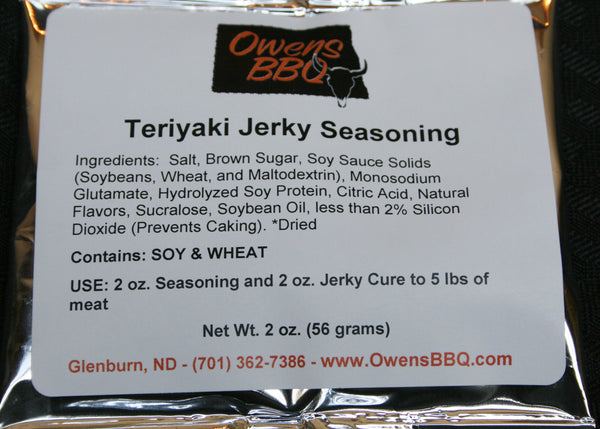 Owens
BBQ
Teriyaki Jerky Seasoning
Ingredients: Salt, Brown Sugar, Soy Sauce Solids
(Soybeans, Wheat, and Maltodextrin), Monosodium
Glutamate, Hydrolyzed Soy Protein, Citric Acid, Natural
Flavors, Sucralose, Soybean Oil, less than 2% Silicon
Dioxide (Prevents Caking). *Dried
Contains: SOY & WHEAT
USE: 2 oz. Seasoning and 2 oz. Jerky Cure to 5 lbs of
meat
Net Wt. 2 oz. (56 grams)
Glenburn, ND - (701) 362-7386 - www.OwensBBQ.com